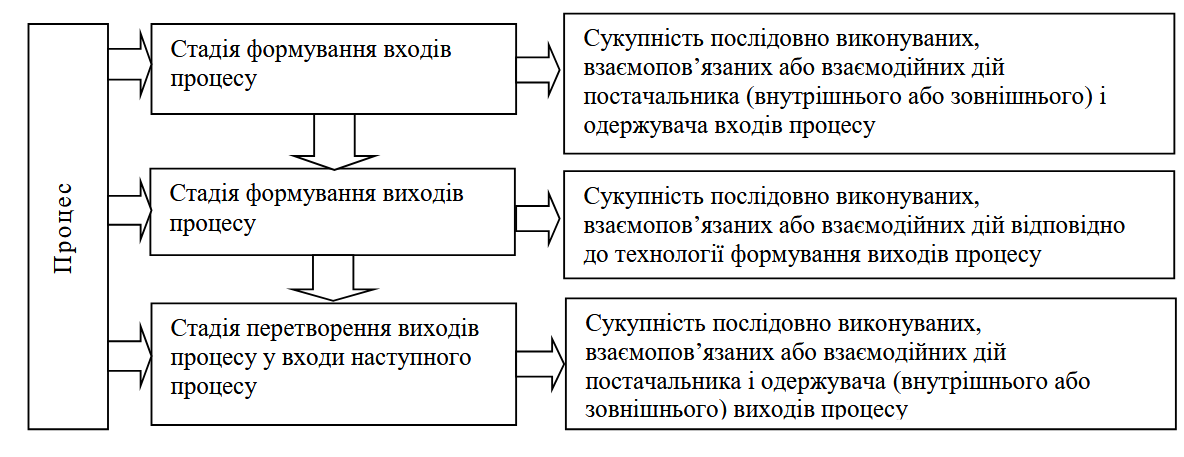 Процес
Стадія формування входів
процесу
Сукупність послідовно виконуваних,
взаємопов’язаних або взаємодійних дій
постачальника (внутрішнього або зовнішнього) і
одержувача входів процесу
Стадія формування виходів
процесу
Сукупність послідовно виконуваних,
взаємопов’язаних або взаємодійних дій відповідно
до технології формування виходів процесу
Стадія перетворення виходів
процесу у входи наступного
процесу
Сукупність послідовно виконуваних,
взаємопов’язаних або взаємодійних дій
постачальника і одержувача (внутрішнього або
зовнішнього) виходів процесу